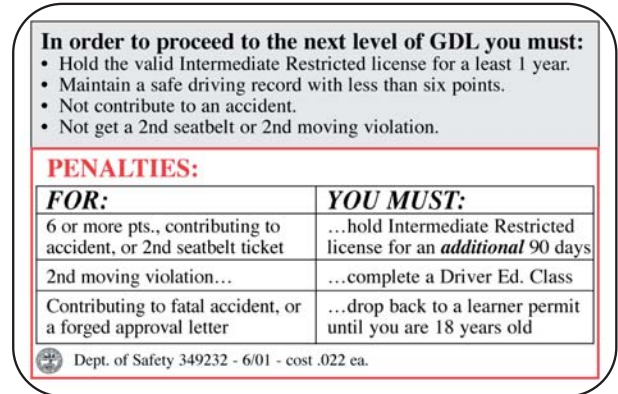 In order to proceed to the next level of GDL you must:
• Hold the valid Intermediate Restricted license for a least 1 year.
• Maintain a safe driving record with less than six points.
• Not contribute to an accident.
• Not get a 2nd seatbelt or 2nd moving violation.
PENALTIES:
FOR: YOU MUST:
6 or more pts., contributing to …hold Intermediate Restricted
accident, or 2nd seatbelt ticket license for an additional 90 days
2nd moving violation… …complete a Driver Ed. Class
Contributing to fatal accident, or …drop back to a learner permit
a forged approval letter until you are 18 years old
Dept. of Safety 349232 - 6/01 - cost .022 ea.